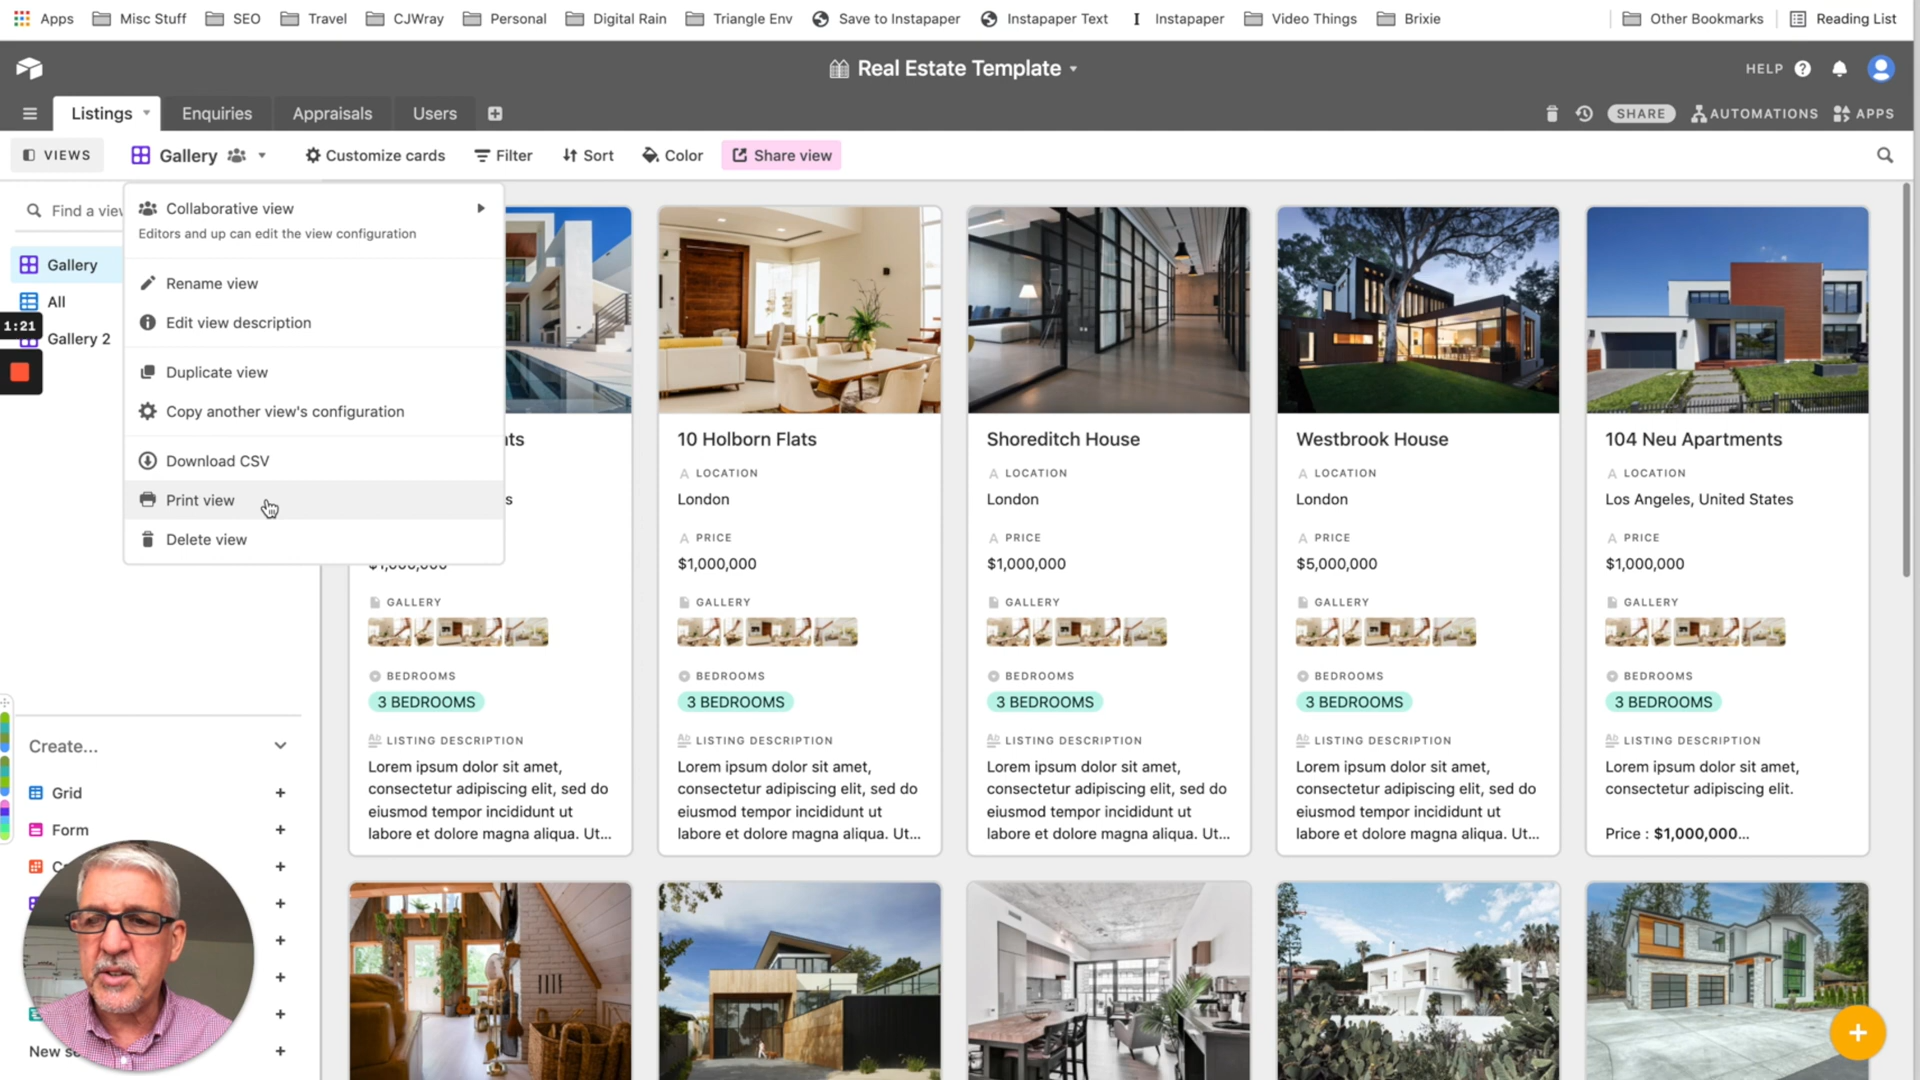 Apps
Misc Stuff
SEO
Travel
CJWray
Personal
Digital Rain
Triangle Env
Save to Instapaper
Instapaper Text
Instapaper
Video Things
Brixie
Other Bookmarks
Reading List
Real Estate Template
HELP
Listings
Enquiries
Appraisals
Users
SHARE
AUTOMATIONS
APPS
VIEWS
Gallery
Customize cards
Filter
Sort
Color
Share view
Find a view
Gallery
All
1:21
Gallery 2
Collaborative view
Editors and up can edit the view configuration
Rename view
Edit view description
Duplicate view
Copy another view's configuration
Download CSV
Print view
Delete view
Create...
Grid
Form
10 Holborn Flats
LOCATION
London
PRICE
$1,000,000
GALLERY
BEDROOMS
3 BEDROOMS
LISTING DESCRIPTION
Lorem ipsum dolor sit amet,
consectetur adipiscing elit, sed do
eiusmod tempor incididunt ut
labore et dolore magna aliqua. Ut...
Shoreditch House
LOCATION
London
PRICE
$1,000,000
GALLERY
BEDROOMS
3 BEDROOMS
LISTING DESCRIPTION
Lorem ipsum dolor sit amet,
consectetur adipiscing elit, sed do
eiusmod tempor incididunt ut
labore et dolore magna aliqua. Ut...
Westbrook House
LOCATION
London
PRICE
$5,000,000
GALLERY
BEDROOMS
3 BEDROOMS
LISTING DESCRIPTION
Lorem ipsum dolor sit amet,
consectetur adipiscing elit, sed do
eiusmod tempor incididunt ut
labore et dolore magna aliqua. Ut...
104 Neu Apartments
LOCATION
Los Angeles, United States
PRICE
$1,000,000
GALLERY
BEDROOMS
3 BEDROOMS
LISTING DESCRIPTION
Lorem ipsum dolor sit amet,
consectetur adipiscing elit.
Price : $1,000,000...
GALLERY
BEDROOMS
3 BEDROOMS
LISTING DESCRIPTION
Lorem ipsum dolor sit amet,
consectetur adipiscing elit, sed do
eiusmod tempor incididunt ut
labore et dolore magna aliqua. Ut...
New